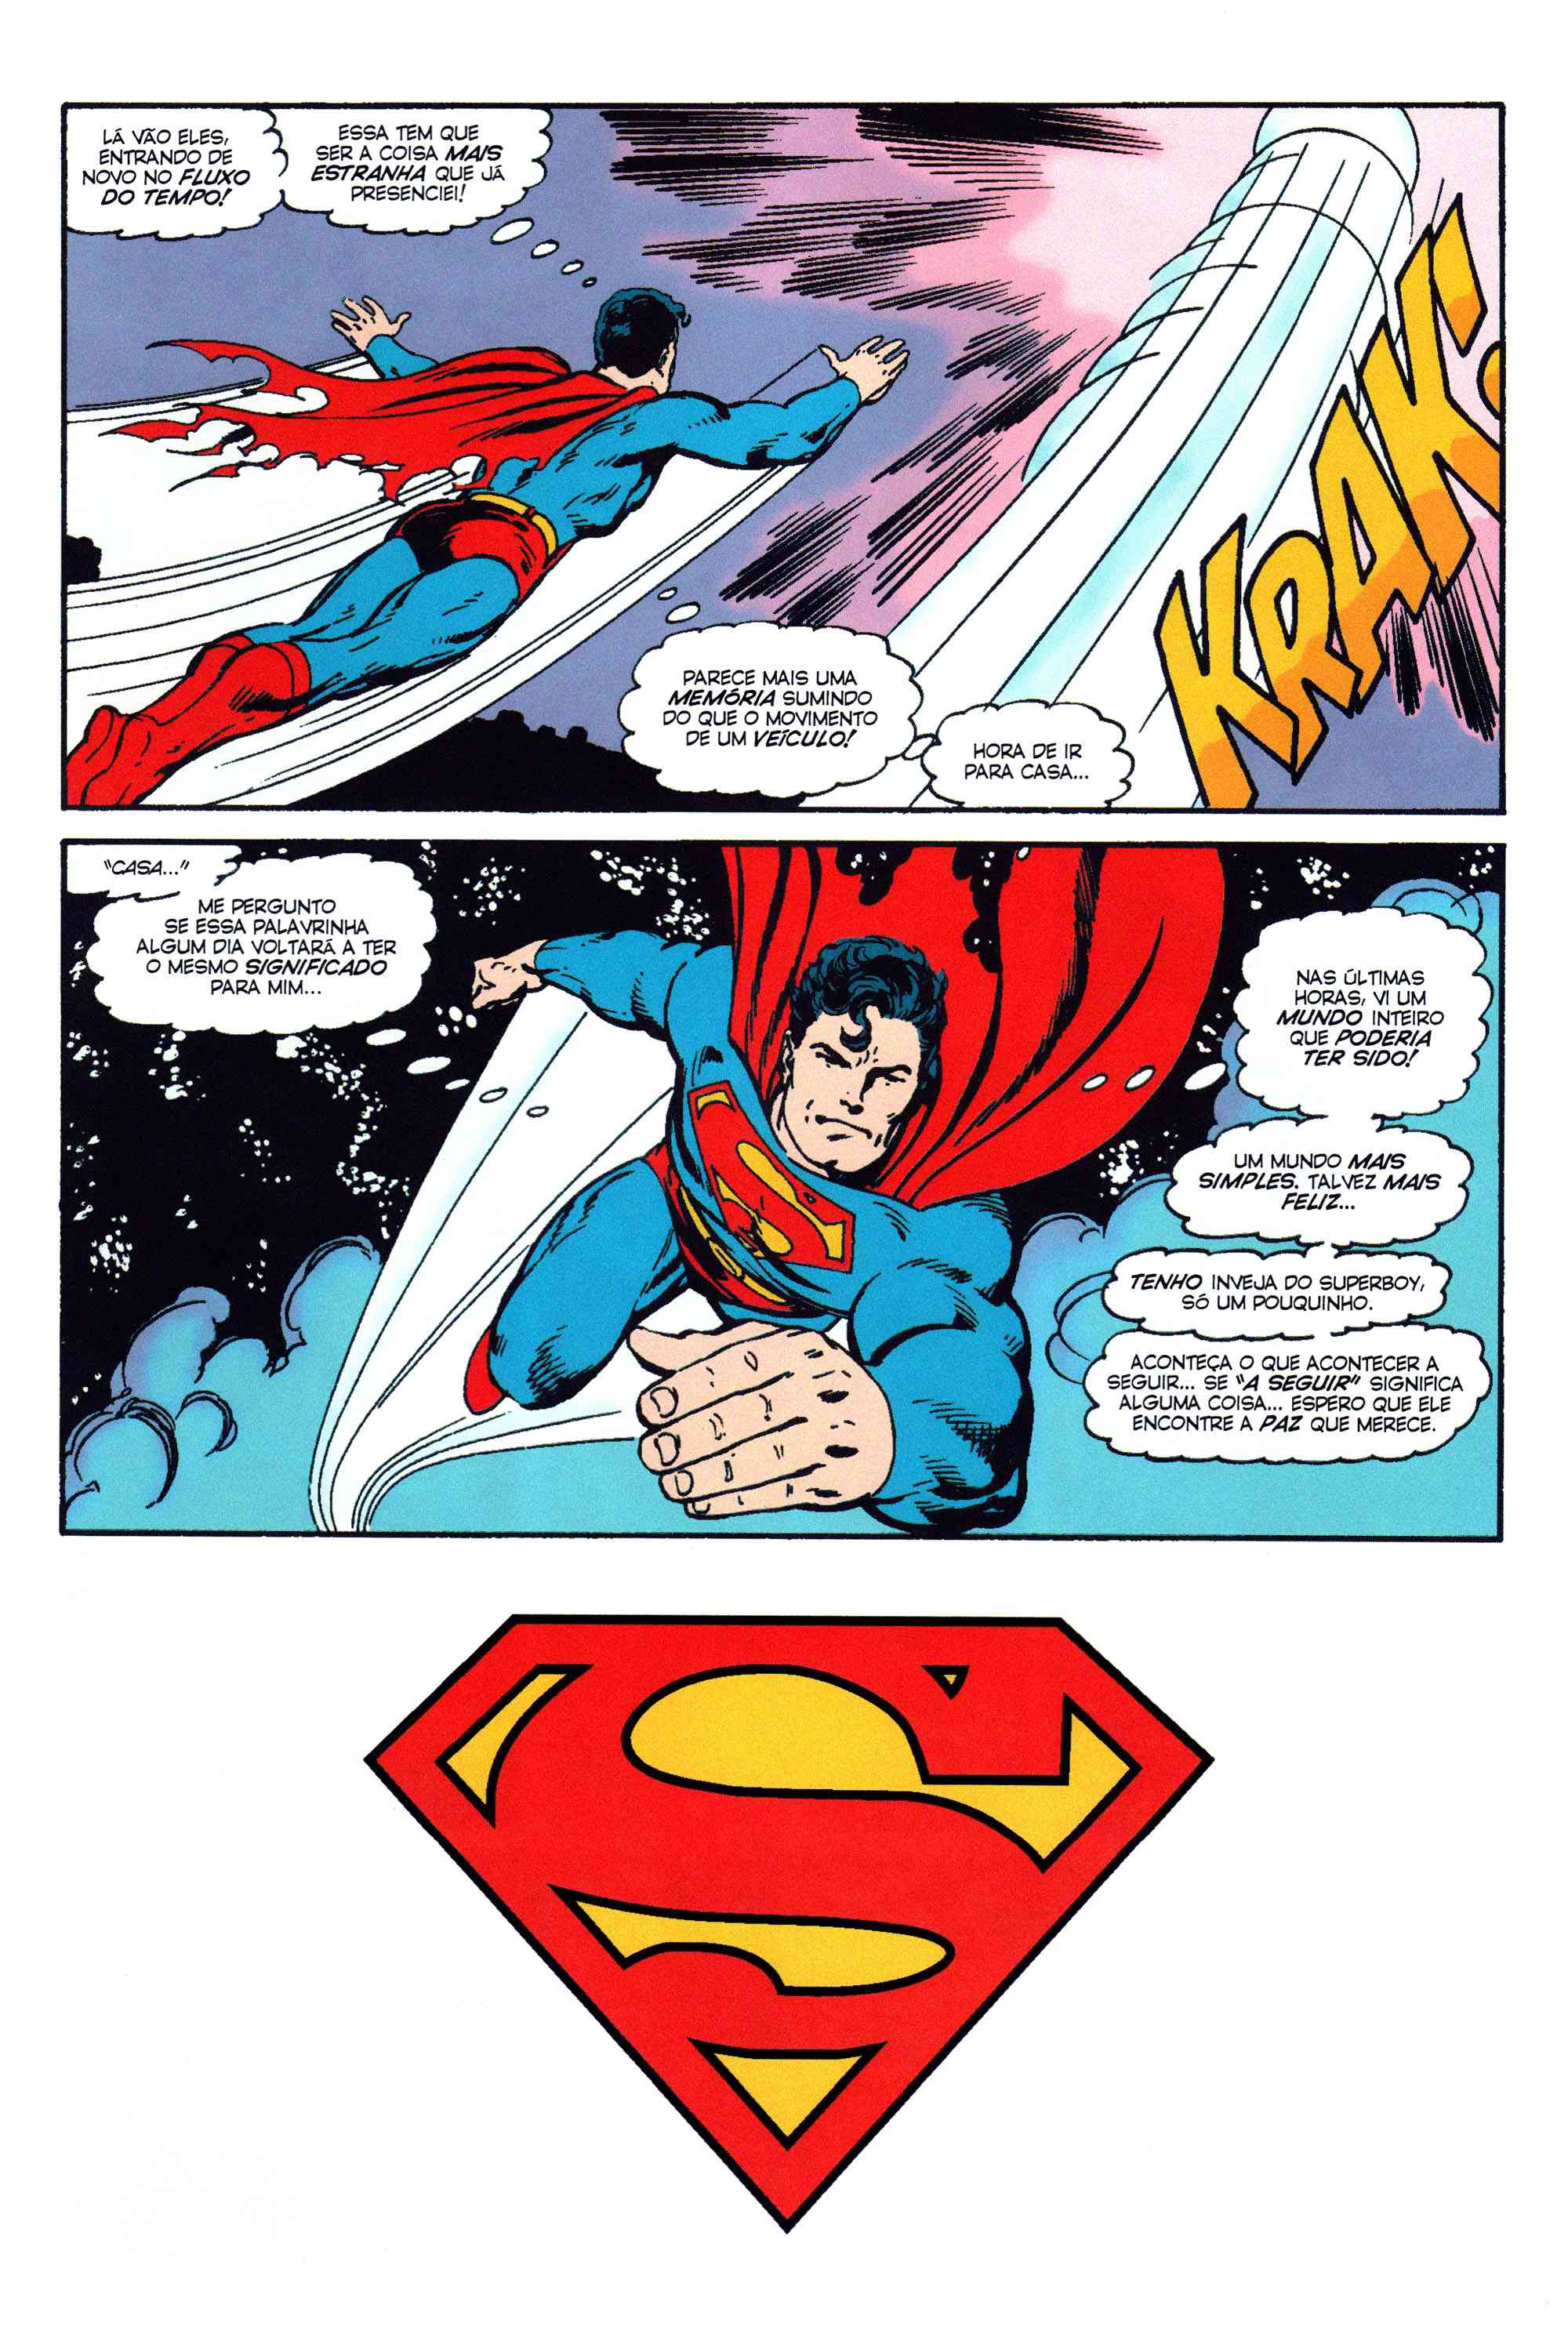 LÁ VÃO ELES,
ENTRANDO DE
NOVO NO FLUXO
DO TEMPO!
ESSA TEM QUE
SER A COISA MAIS
ESTRANHA QUE JÁ
PRESENCIEI!
PARECE MAIS UMA
MEMÓRIA SUMINDO
DO QUE O MOVIMENTO
DE UM VEÍCULO!
HORA DE IR
PARA CASA...
KRAK!
"CASA..."
ME PERGUNTO
SE ESSA PALAVRINHA
ALGUM DIA VOLTARÁ A TER
O MESMO SIGNIFICADO
PARA MIM...
NAS ÚLTIMAS
HORAS, VI UM
MUNDO INTEIRO
QUE PODERIA
TER SIDO!
UM MUNDO MAIS
SIMPLES. TALVEZ MAIS
FELIZ...
TENHO INVEJA DO SUPERBOY,
SÓ UM POUQUINHO.
ACONTEÇA O QUE ACONTECER A
SEGUIR... SE "A SEGUIR" SIGNIFICA
ALGUMA COISA... ESPERO QUE ELE
ENCONTRE A PAZ QUE MERECE.
S